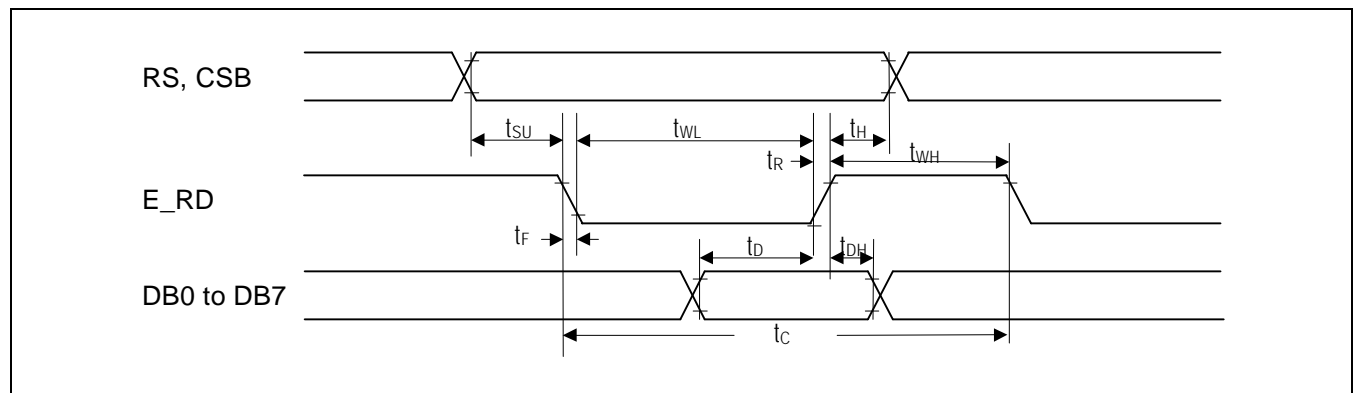 RS, CSB
tSU
tWL
tH
tR
tWH
E_RD
tF
tD
tDH
DB0 to DB7
tC